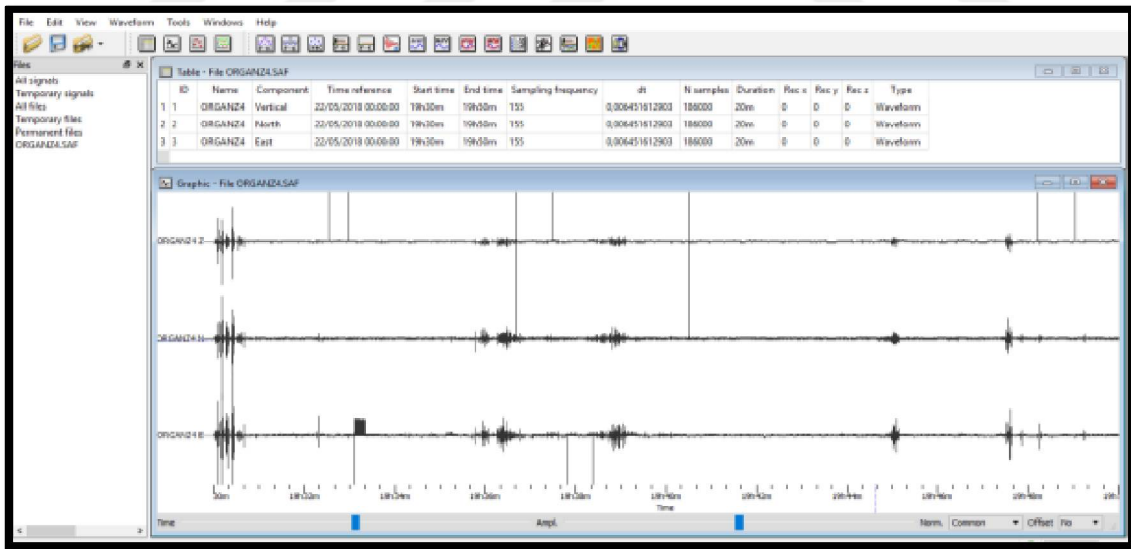 File Edit View Waveform Tools Windows Help
Files
All signals
Temporary signals
All files
Temporary files
Permanent files
ORGANZ4.SAF
Table - File ORGANZ4.SAF
ID Name Component Time reference Start time End time Sampling frequency dt N samples Duration Rec x Rec y Rec z Type
1 1 ORGANZ4 Vertical 22/05/2018 00:00:00 19h30m 19h50m 155 0,006451612903 186000 20m 0 0 0 Waveform
2 2 ORGANZ4 North 22/05/2018 00:00:00 19h30m 19h50m 155 0,006451612903 186000 20m 0 0 0 Waveform
3 3 ORGANZ4 East 22/05/2018 00:00:00 19h30m 19h50m 155 0,006451612903 186000 20m 0 0 0 Waveform
Graphic - File ORGANZ4.SAF
ORGANZ4 Z
ORGANZ4 N
ORGANZ4 E
30m 19h32m 19h34m 19h36m 19h38m 19h40m 19h42m 19h44m 19h46m 19h48m 19h
Time
Time Ampl. Norm. Common Offset No